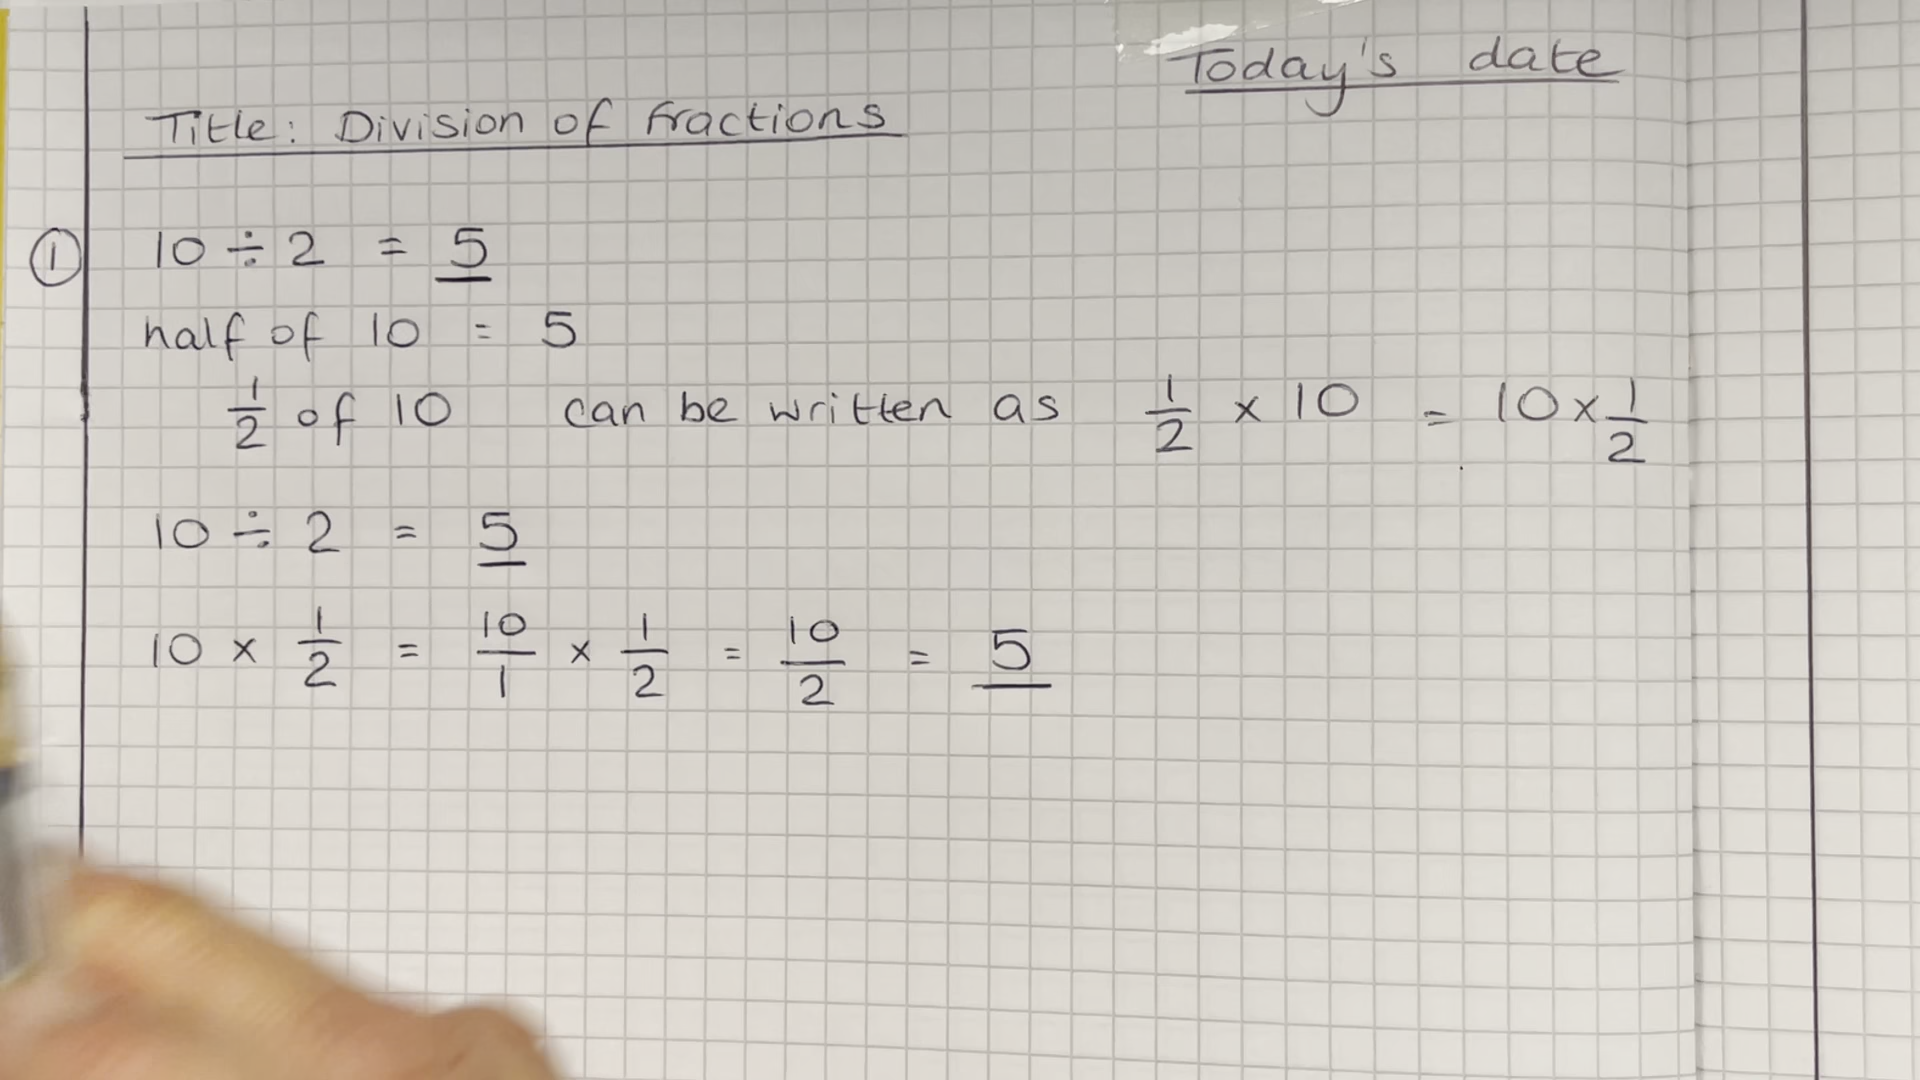 Today's date
Title: Division of fractions
① 10 ÷ 2 = 5
half of 10 = 5
1/2 of 10 can be written as 1/2 × 10 = 10 × 1/2
10 ÷ 2 = 5
10 × 1/2 = 10/1 × 1/2 = 10/2 = 5